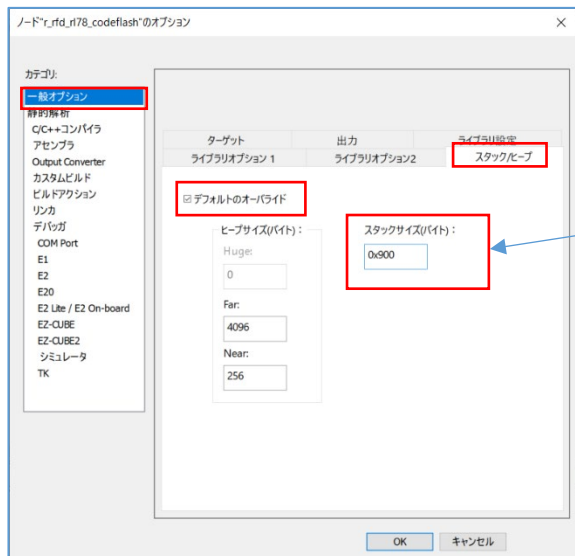 ノード"r_rfd_rl78_codeflash"のオプション
カテゴリ:
一般オプション
静的解析
C/C++コンパイラ
アセンブラ
Output Converter
カスタムビルド
ビルドアクション
リンカ
デバッガ
COM Port
E1
E2
E20
E2 Lite / E2 On-board
EZ-CUBE
EZ-CUBE2
シミュレータ
TK
ターゲット
出力
ライブラリ設定
ライブラリオプション 1
ライブラリオプション2
スタック/ヒープ
デフォルトのオーバライド
ヒープサイズ(バイト):
Huge:
0
Far:
4096
Near:
256
スタックサイズ(バイト):
0x900
OK
キャンセル